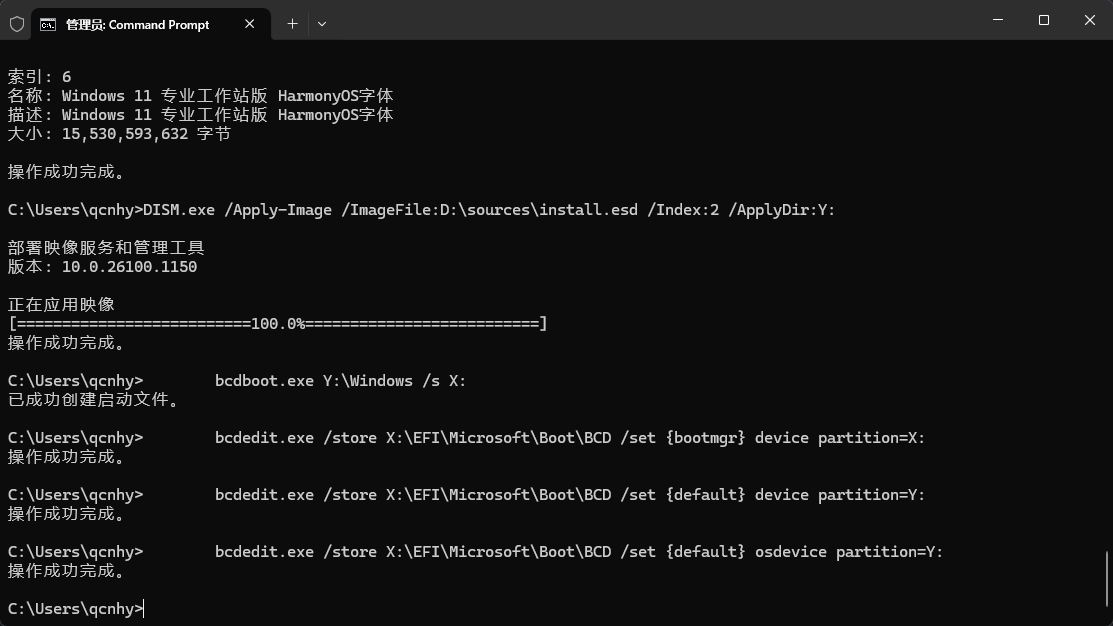 管理员: Command Prompt
索引: 6
名称: Windows 11 专业工作站版 HarmonyOS字体
描述: Windows 11 专业工作站版 HarmonyOS字体
大小: 15,530,593,632 字节
操作成功完成。
C:\Users\qcnhy>DISM.exe /Apply-Image /ImageFile:D:\sources\install.esd /Index:2 /ApplyDir:Y:
部署映像服务和管理工具
版本: 10.0.26100.1150
正在应用映像
[==========================100.0%==========================]
操作成功完成。
C:\Users\qcnhy>        bcdboot.exe Y:\Windows /s X:
已成功创建启动文件。
C:\Users\qcnhy>        bcdedit.exe /store X:\EFI\Microsoft\Boot\BCD /set {bootmgr} device partition=X:
操作成功完成。
C:\Users\qcnhy>        bcdedit.exe /store X:\EFI\Microsoft\Boot\BCD /set {default} device partition=Y:
操作成功完成。
C:\Users\qcnhy>        bcdedit.exe /store X:\EFI\Microsoft\Boot\BCD /set {default} osdevice partition=Y:
操作成功完成。
C:\Users\qcnhy>